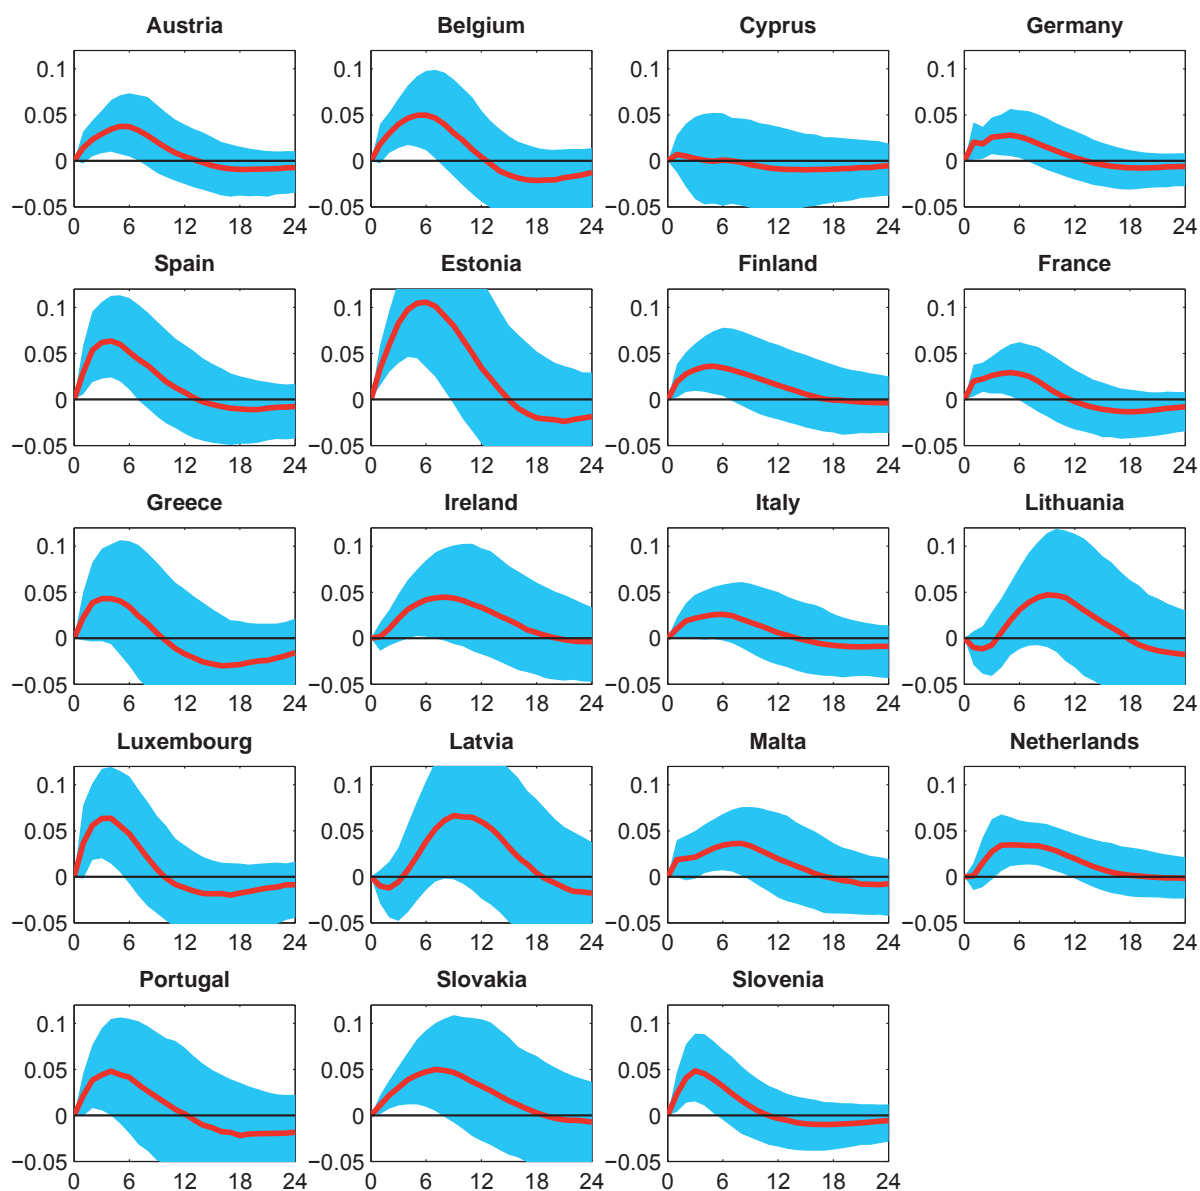 Austria Belgium Cyprus Germany
0.1 0.1 0.1 0.1
0.05 0.05 0.05 0.05
0 0 0 0
−0.05 −0.05 −0.05 −0.05
0 6 12 18 24 0 6 12 18 24 0 6 12 18 24 0 6 12 18 24
Spain Estonia Finland France
0.1 0.1 0.1 0.1
0.05 0.05 0.05 0.05
0 0 0 0
−0.05 −0.05 −0.05 −0.05
0 6 12 18 24 0 6 12 18 24 0 6 12 18 24 0 6 12 18 24
Greece Ireland Italy Lithuania
0.1 0.1 0.1 0.1
0.05 0.05 0.05 0.05
0 0 0 0
−0.05 −0.05 −0.05 −0.05
0 6 12 18 24 0 6 12 18 24 0 6 12 18 24 0 6 12 18 24
Luxembourg Latvia Malta Netherlands
0.1 0.1 0.1 0.1
0.05 0.05 0.05 0.05
0 0 0 0
−0.05 −0.05 −0.05 −0.05
0 6 12 18 24 0 6 12 18 24 0 6 12 18 24 0 6 12 18 24
Portugal Slovakia Slovenia
0.1 0.1 0.1
0.05 0.05 0.05
0 0 0
−0.05 −0.05 −0.05
0 6 12 18 24 0 6 12 18 24 0 6 12 18 24